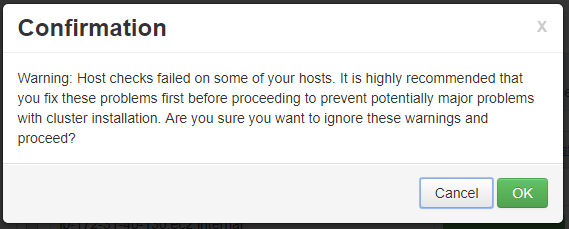 Confirmation
x
Warning: Host checks failed on some of your hosts. It is highly recommended that
you fix these problems first before proceeding to prevent potentially major problems
with cluster installation. Are you sure you want to ignore these warnings and
proceed?
Cancel
OK